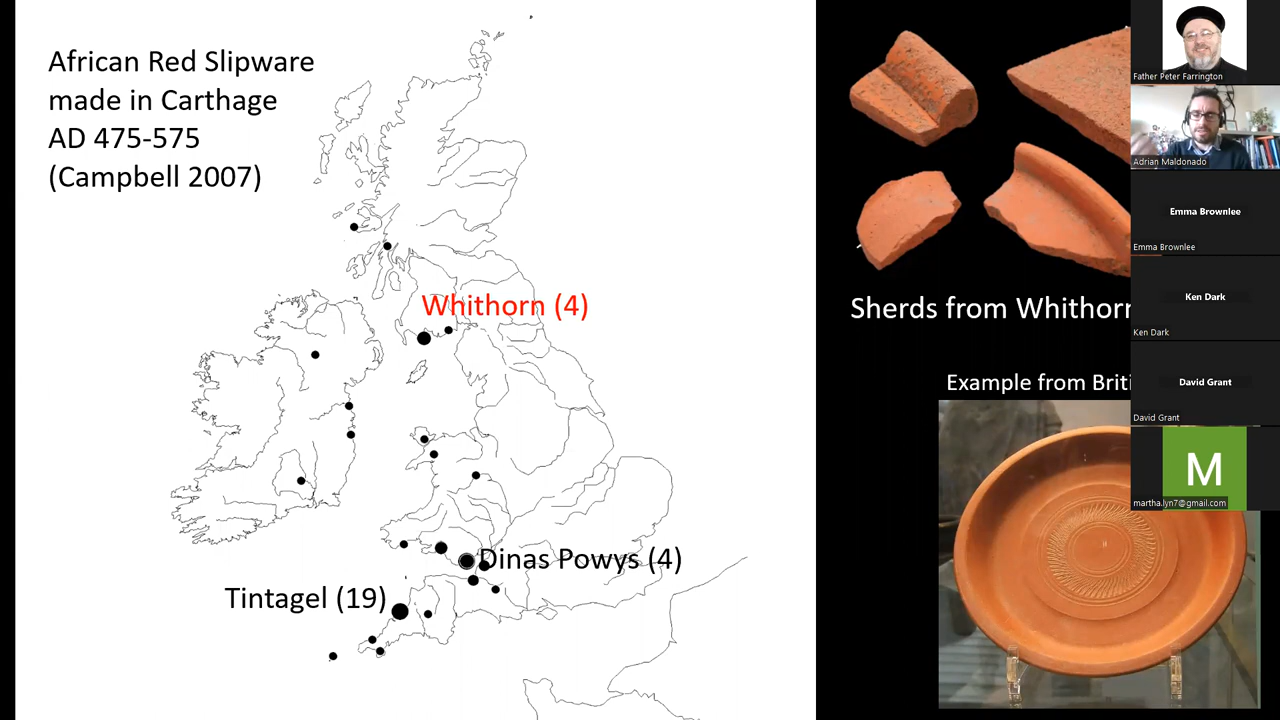 African Red Slipware
made in Carthage
AD 475-575
(Campbell 2007)
Whithorn (4)
Dinas Powys (4)
Tintagel (19)
Sherds from Whithorn
Example from Briti
Father Peter Farrington
Adrian Maldonado
Emma Brownlee
Emma Brownlee
Ken Dark
Ken Dark
David Grant
David Grant
M
martha.lyn7@gmail.com